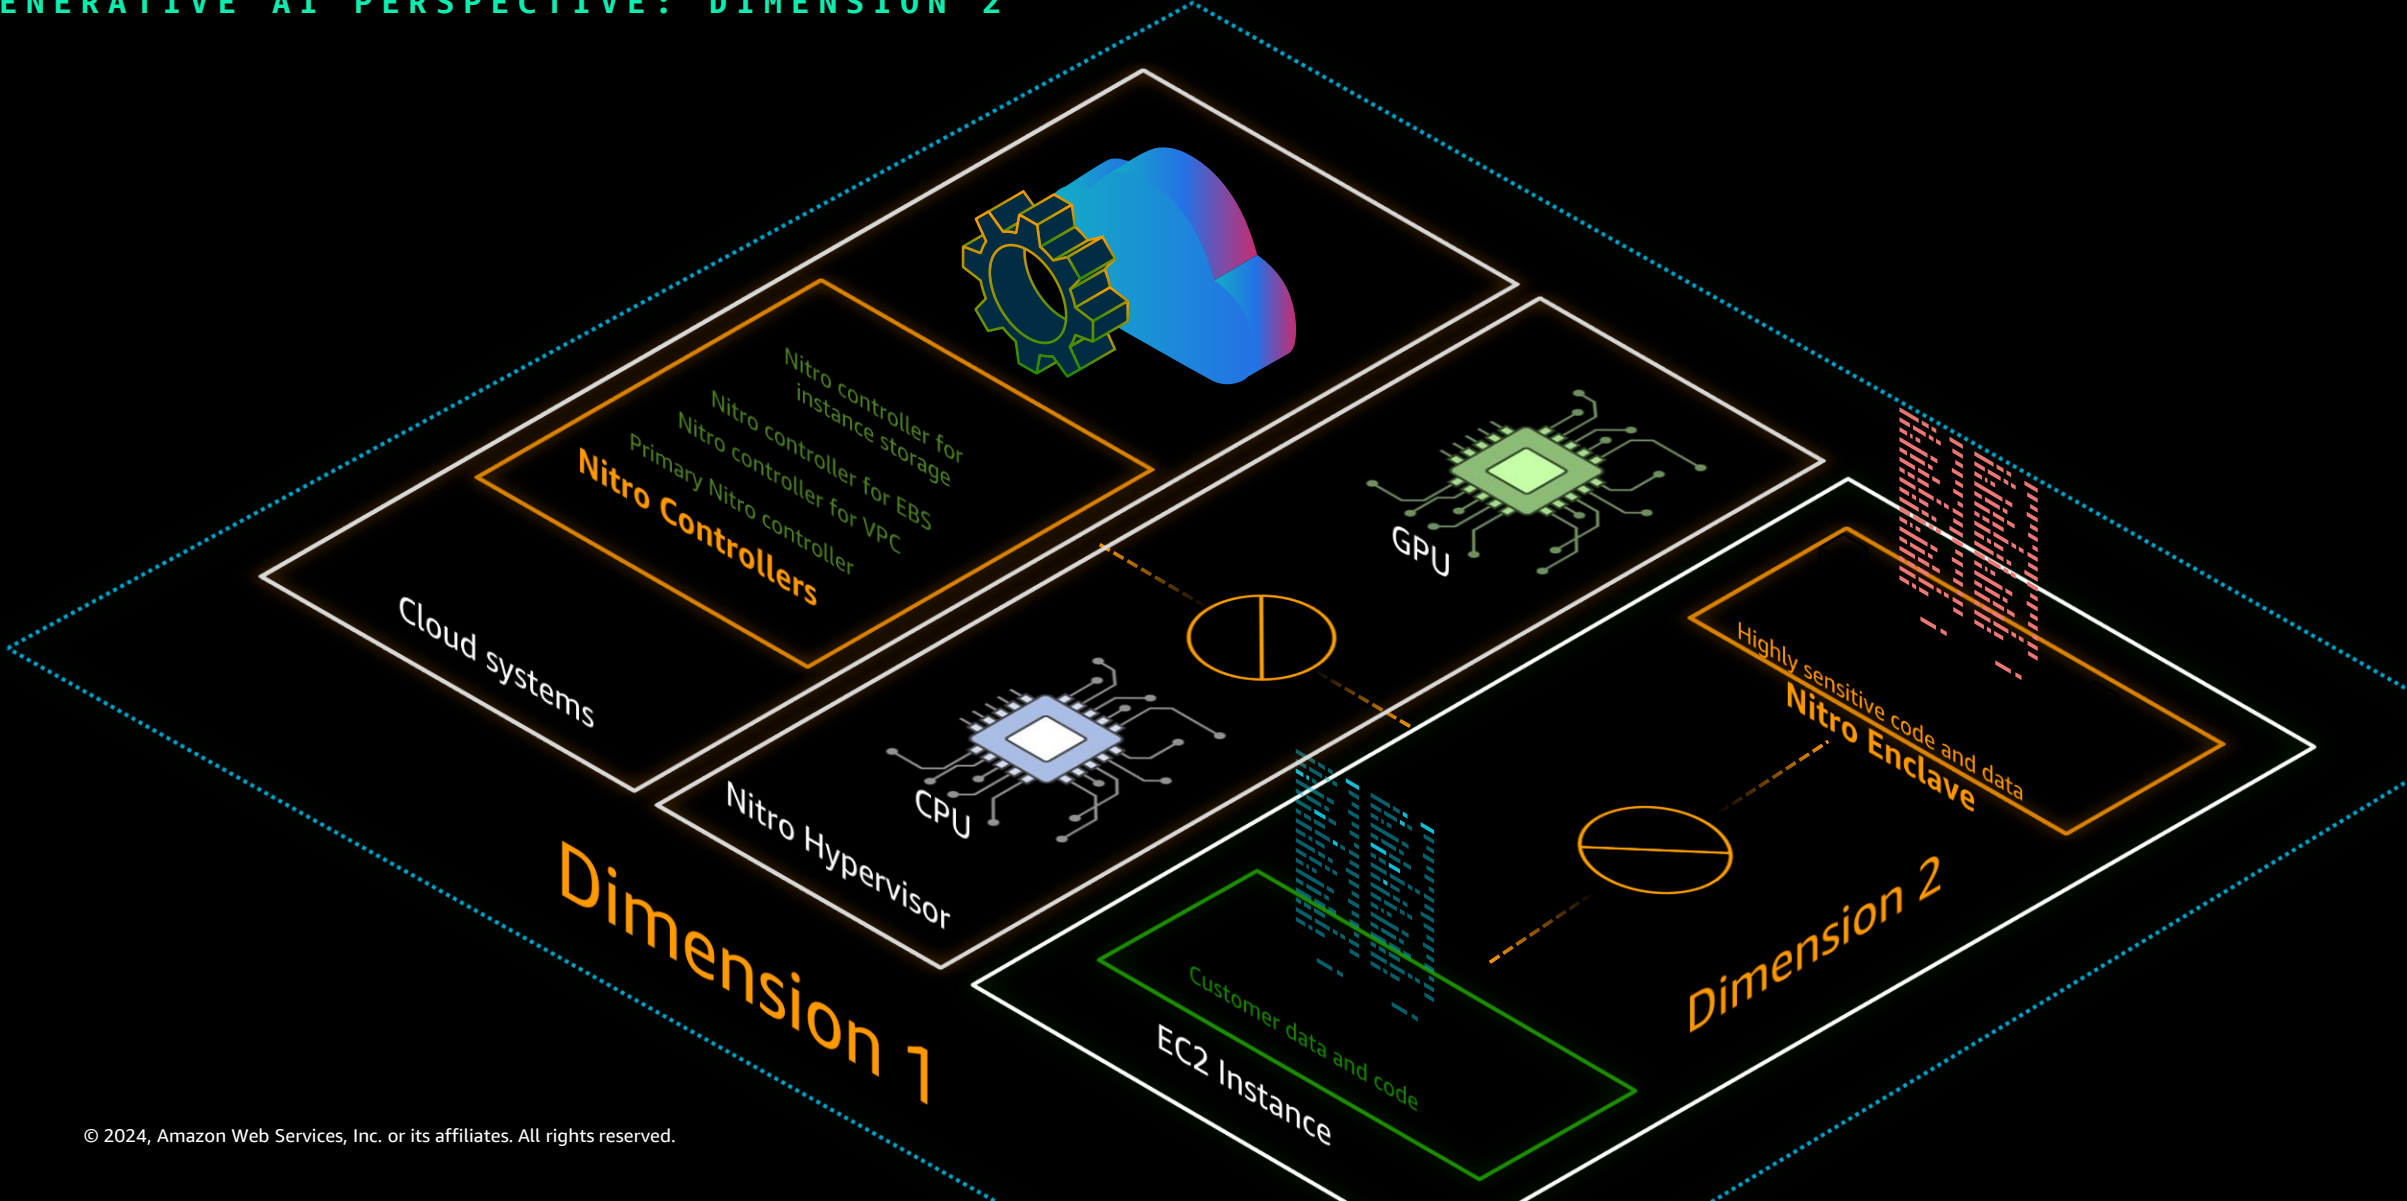 ENERATIVE AI PERSPECTIVE: DIMENSION 2
Nitro controller for
instance storage
Nitro controller for EBS
Nitro controller for VPC
Primary Nitro controller
Nitro Controllers
Cloud systems
GPU
CPU
Nitro Hypervisor
Dimension 1
Highly sensitive code and data
Nitro Enclave
Dimension 2
Customer data and code
EC2 Instance
© 2024, Amazon Web Services, Inc. or its affiliates. All rights reserved.